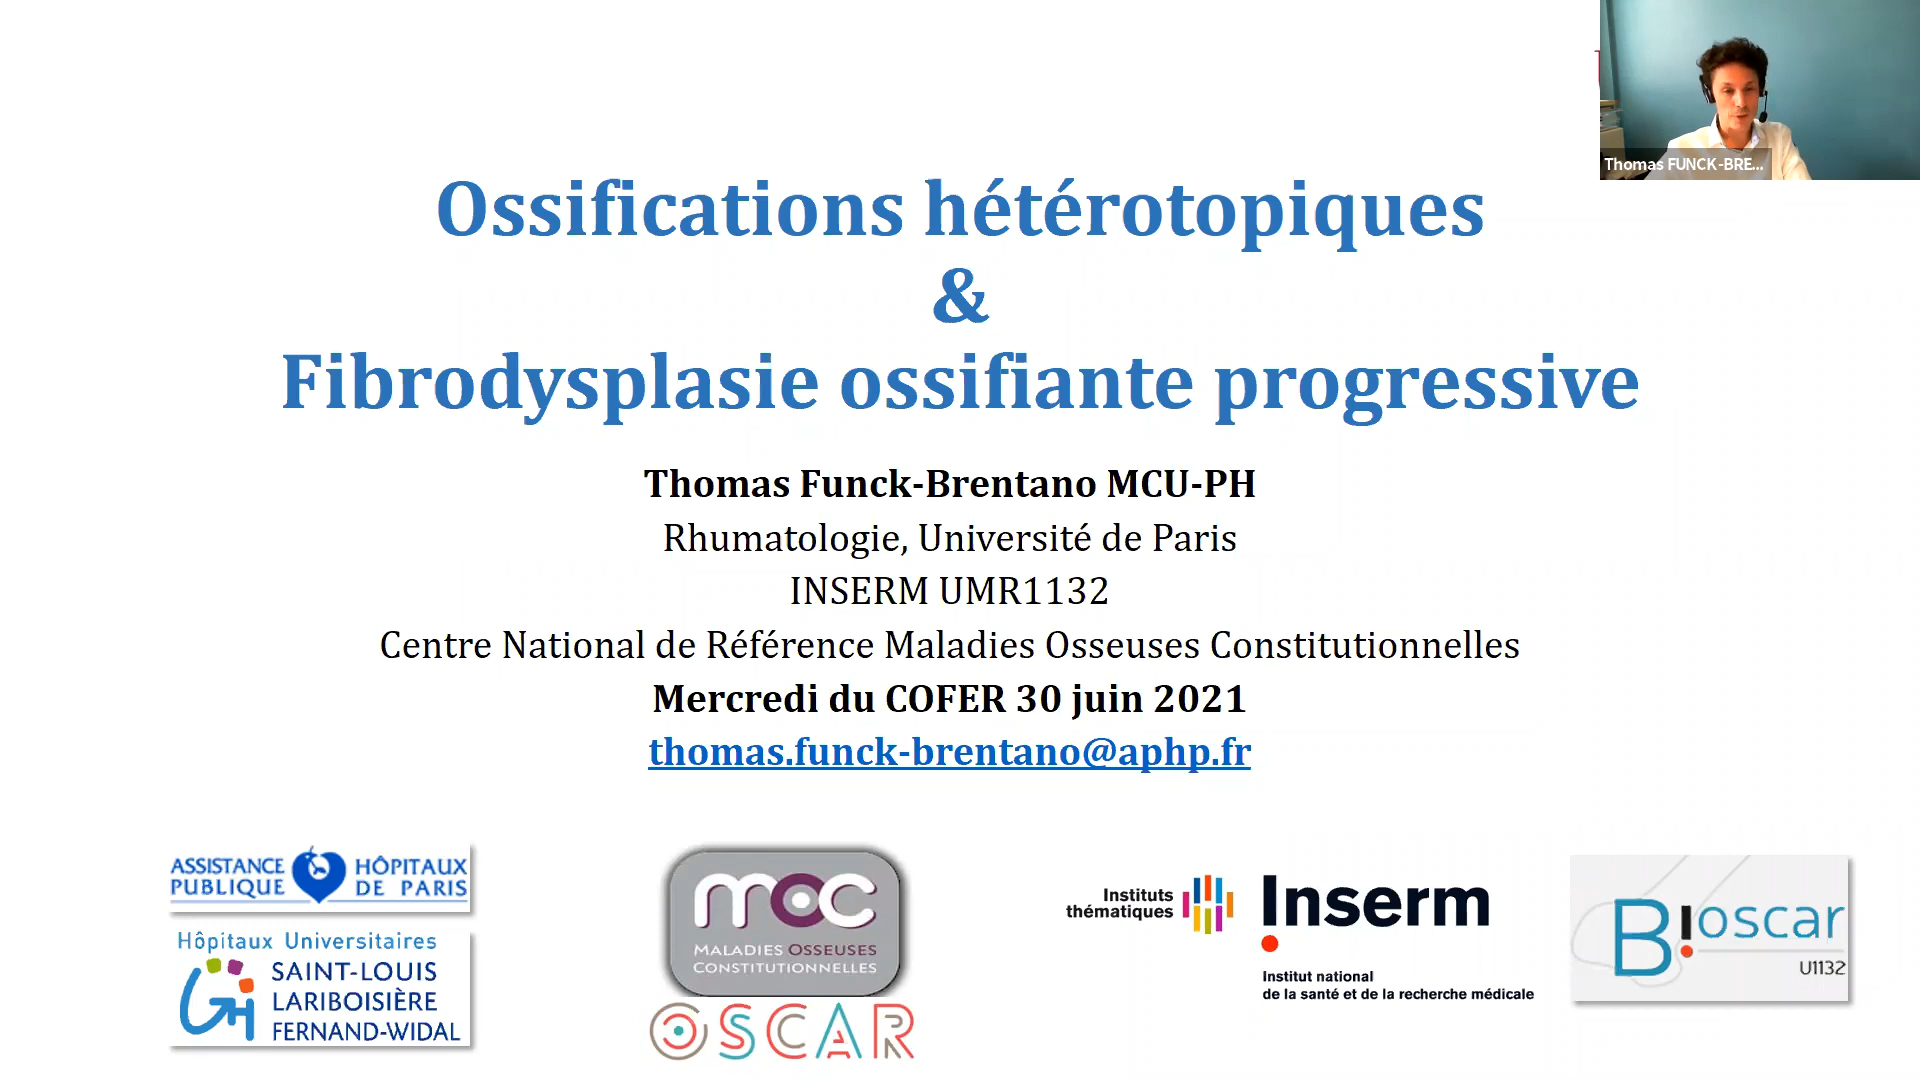 Thomas FUNCK-BRE...
Ossifications hétérotopiques
&
Fibrodysplasie ossifiante progressive
Thomas Funck-Brentano MCU-PH
Rhumatologie, Université de Paris
INSERM UMR1132
Centre National de Référence Maladies Osseuses Constitutionnelles
Mercredi du COFER 30 juin 2021
thomas.funck-brentano@aphp.fr
ASSISTANCE HÔPITAUX
PUBLIQUE DE PARIS
Hôpitaux Universitaires
SAINT-LOUIS
LARIBOISIÈRE
FERNAND-WIDAL
GH
moc
MALADIES OSSEUSES
CONSTITUTIONNELLES
OSCAR
Instituts
thématiques
Inserm
Institut national
de la santé et de la recherche médicale
Bioscar
U1132